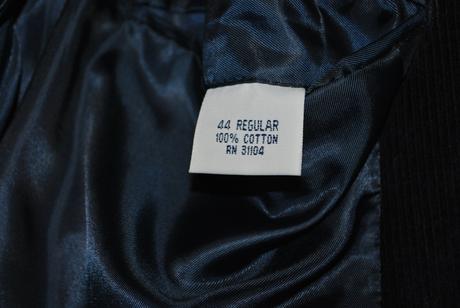 44 REGULAR
100% COTTON
RN 31104